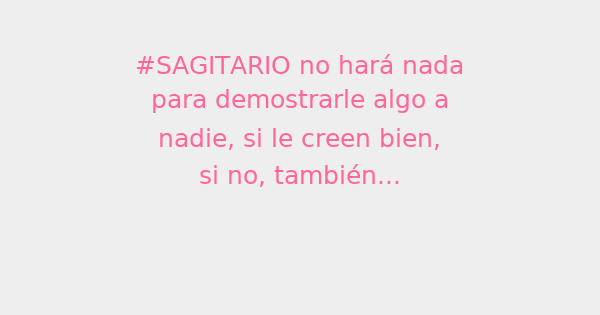 #SAGITARIO no hará nada
para demostrarle algo a
nadie, si le creen bien,
si no, también...